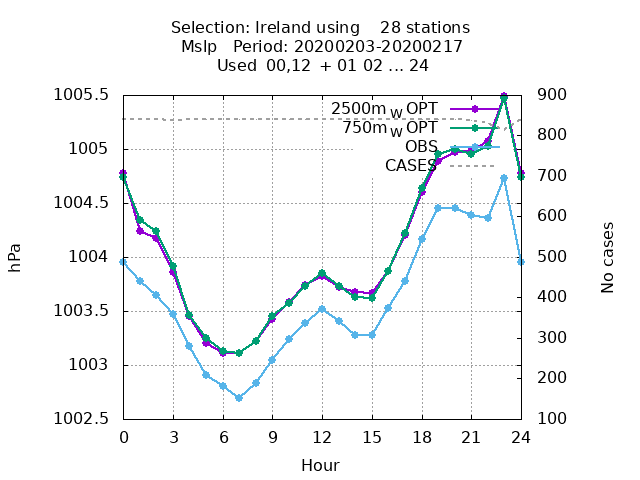 Selection: Ireland using    28 stations
Mslp   Period: 20200203-20200217
Used  00,12  + 01 02 ... 24
1005.5
1005
1004.5
1004
1003.5
1003
1002.5
hPa
2500m W OPT
750m W OPT
OBS
CASES
900
800
700
600
500
400
300
200
100
No cases
0 3 6 9 12 15 18 21 24
Hour